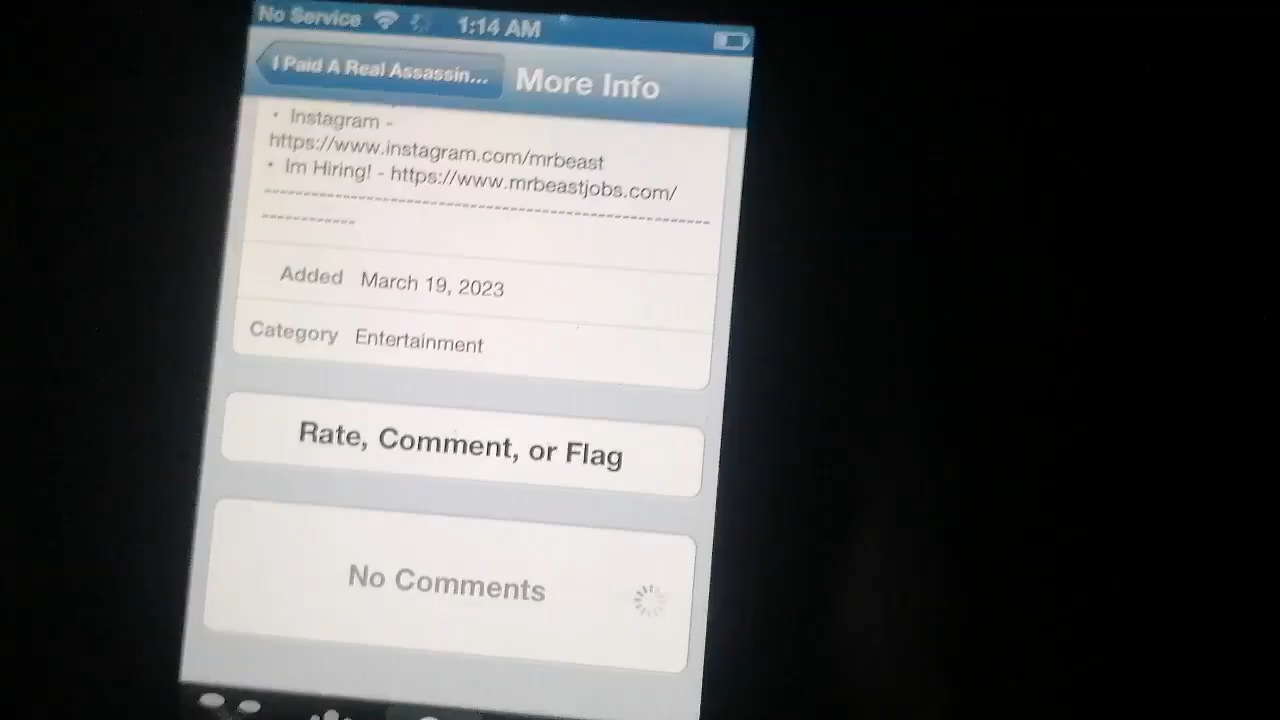 No Service 1:14 AM
I Paid A Real Assassin... More Info
• Instagram -
https://www.instagram.com/mrbeast
• Im Hiring! - https://www.mrbeastjobs.com/
Added March 19, 2023
Category Entertainment
Rate, Comment, or Flag
No Comments